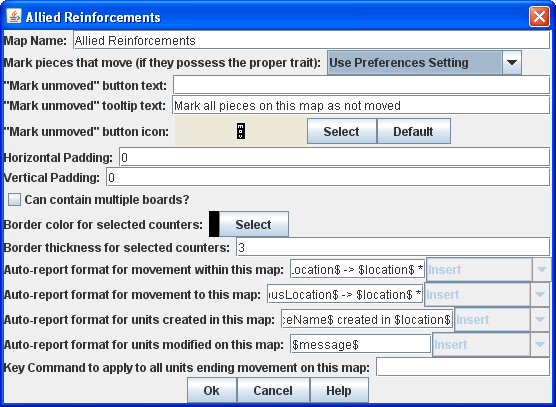 Allied Reinforcements
Map Name: Allied Reinforcements
Mark pieces that move (if they possess the proper trait): Use Preferences Setting
"Mark unmoved" button text:
"Mark unmoved" tooltip text: Mark all pieces on this map as not moved
"Mark unmoved" button icon: Select Default
Horizontal Padding: 0
Vertical Padding: 0
Can contain multiple boards?
Border color for selected counters: Select
Border thickness for selected counters: 3
Auto-report format for movement within this map: Location$ -> $location$ * Insert
Auto-report format for movement to this map: usLocation$ -> $location$ * Insert
Auto-report format for units created in this map: eName$ created in $location$ Insert
Auto-report format for units modified on this map: $message$ Insert
Key Command to apply to all units ending movement on this map:
Ok Cancel Help